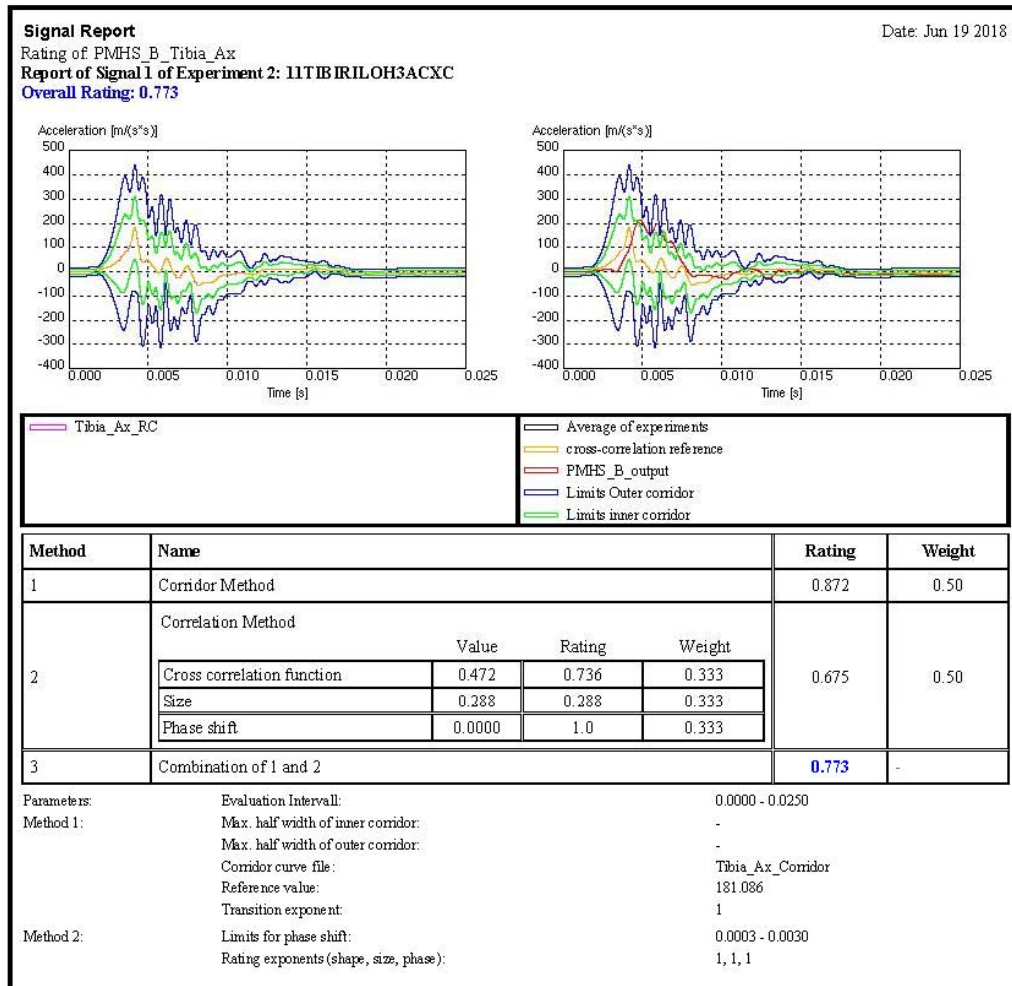 Signal Report
Date: Jun 19 2018
Rating of PMHS_B_Tibia_Ax
Report of Signal 1 of Experiment 2: 11TIBIRILOH3ACXC
Overall Rating: 0.773
Acceleration [m/(s*s)]
500
400
300
200
100
0
-100
-200
-300
-400
0.000 0.005 0.010 0.015 0.020 0.025
Time [s]
Acceleration [m/(s*s)]
500
400
300
200
100
0
-100
-200
-300
-400
0.000 0.005 0.010 0.015 0.020 0.025
Time [s]
Tibia_Ax_RC
Average of experiments
cross-correlation reference
PMHS_B_output
Limits Outer corridor
Limits inner corridor
Method Name Rating Weight
1 Corridor Method 0.872 0.50
Correlation Method
Value Rating Weight
Cross correlation function 0.472 0.736 0.333
2 0.675 0.50
Size 0.288 0.288 0.333
Phase shift 0.0000 1.0 0.333
3 Combination of 1 and 2 0.773 -
Parameters: Evaluation Intervall: 0.0000 - 0.0250
Method 1: Max. half width of inner corridor: -
Max. half width of outer corridor: -
Corridor curve file: Tibia_Ax_Corridor
Reference value: 181.086
Transition exponent: 1
Method 2: Limits for phase shift: 0.0003 - 0.0030
Rating exponents (shape, size, phase): 1, 1, 1